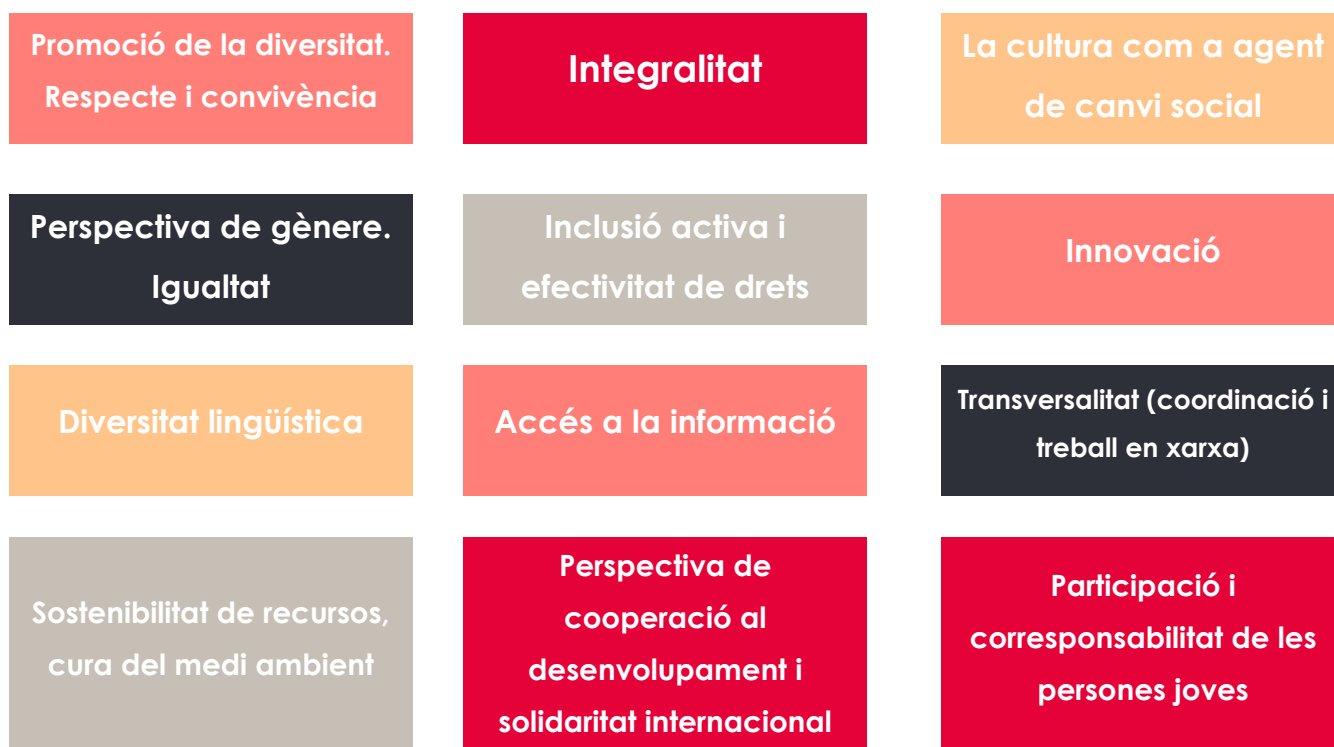 Promoció de la diversitat.
Respecte i convivència
Integralitat
La cultura com a agent
de canvi social
Perspectiva de gènere.
Igualtat
Inclusió activa i
efectivitat de drets
Innovació
Diversitat lingüística
Accés a la informació
Transversalitat (coordinació i
treball en xarxa)
Sostenibilitat de recursos,
cura del medi ambient
Perspectiva de
cooperació al
desenvolupament i
solidaritat internacional
Participació i
corresponsabilitat de les
persones joves